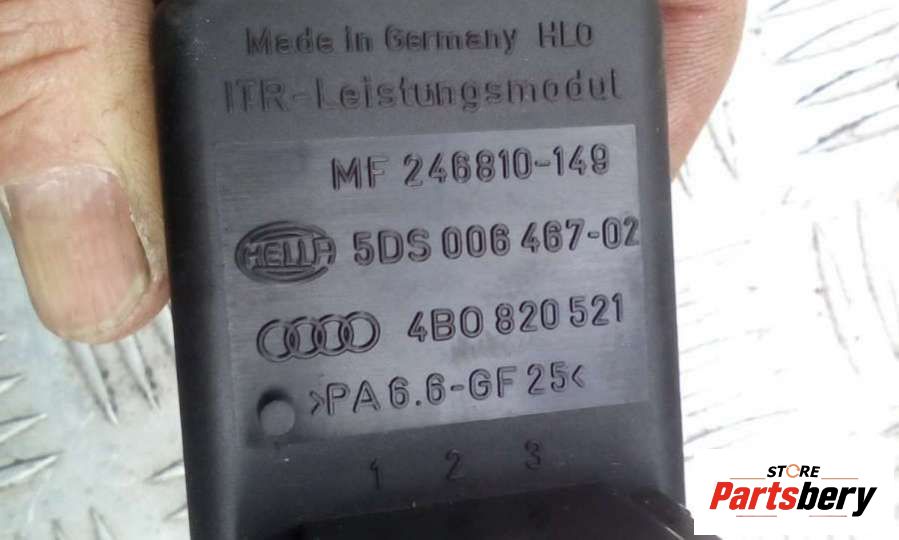 Made in Germany HLO
ITR-Leistungsmodul
MF 246810-149
HELLA 5DS 006 467-02
4B0 820 521
>PA 6.6-GF 25<
1 2 3
STORE
Partsbery